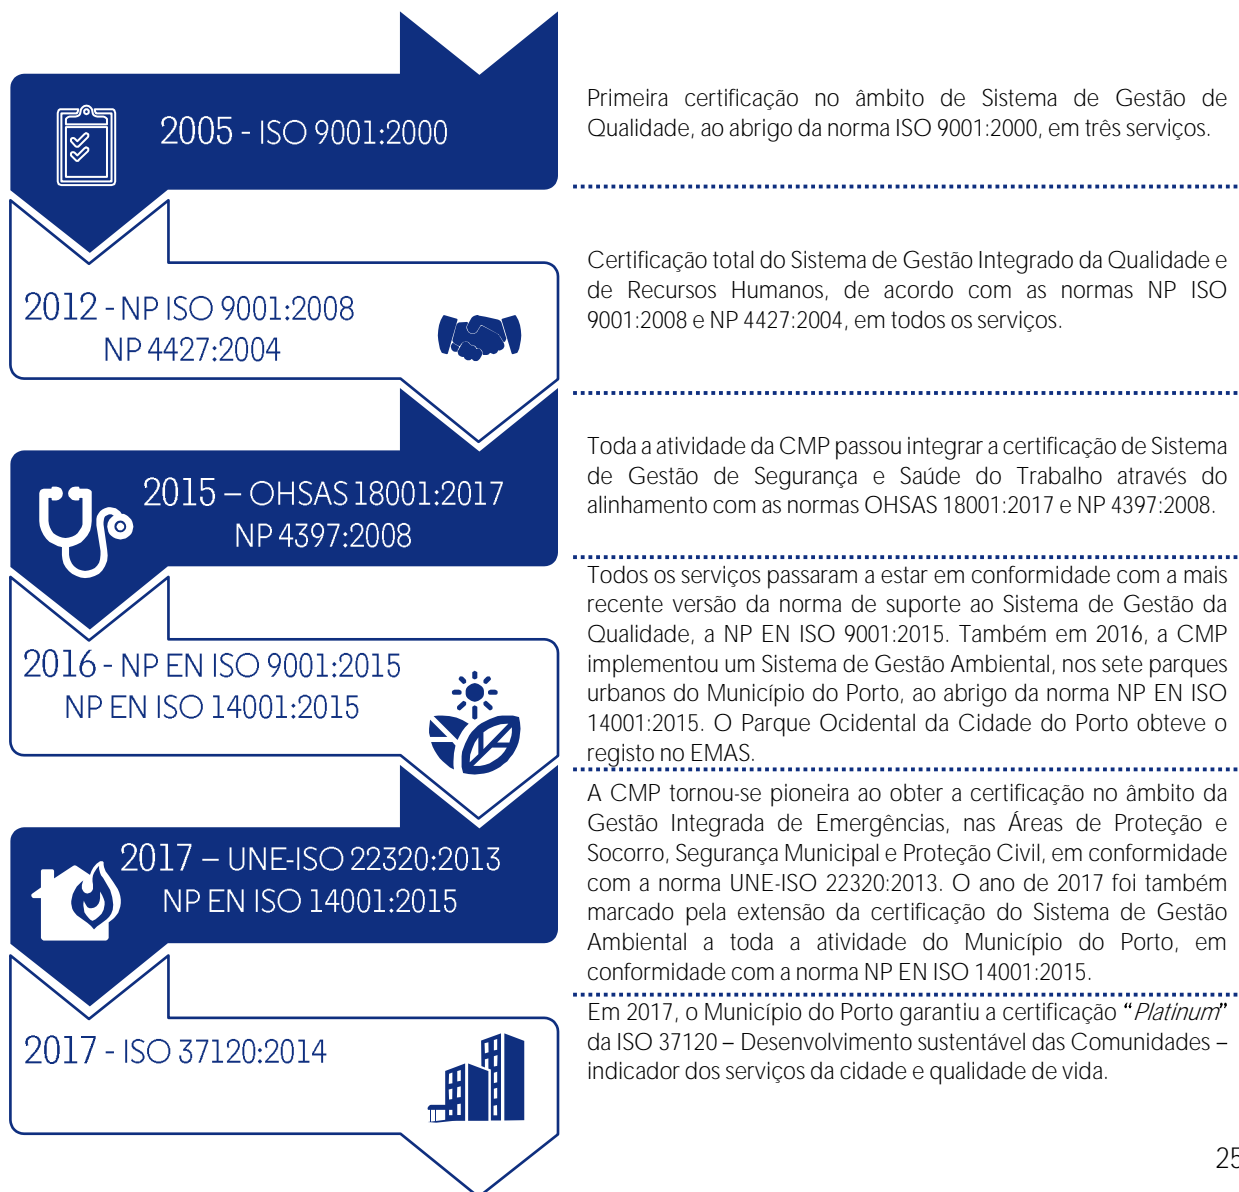 2005 - ISO 9001:2000
Primeira certificação no âmbito de Sistema de Gestão de
Qualidade, ao abrigo da norma ISO 9001:2000, em três serviços.
2012 - NP ISO 9001:2008
NP 4427:2004
Certificação total do Sistema de Gestão Integrado da Qualidade e
de Recursos Humanos, de acordo com as normas NP ISO
9001:2008 e NP 4427:2004, em todos os serviços.
2015 – OHSAS 18001:2017
NP 4397:2008
Toda a atividade da CMP passou integrar a certificação de Sistema
de Gestão de Segurança e Saúde do Trabalho através do
alinhamento com as normas OHSAS 18001:2017 e NP 4397:2008.
2016 - NP EN ISO 9001:2015
NP EN ISO 14001:2015
Todos os serviços passaram a estar em conformidade com a mais
recente versão da norma de suporte ao Sistema de Gestão da
Qualidade, a NP EN ISO 9001:2015. Também em 2016, a CMP
implementou um Sistema de Gestão Ambiental, nos sete parques
urbanos do Município do Porto, ao abrigo da norma NP EN ISO
14001:2015. O Parque Ocidental da Cidade do Porto obteve o
registo no EMAS.
2017 – UNE-ISO 22320:2013
NP EN ISO 14001:2015
A CMP tornou-se pioneira ao obter a certificação no âmbito da
Gestão Integrada de Emergências, nas Áreas de Proteção e
Socorro, Segurança Municipal e Proteção Civil, em conformidade
com a norma UNE-ISO 22320:2013. O ano de 2017 foi também
marcado pela extensão da certificação do Sistema de Gestão
Ambiental a toda a atividade do Município do Porto, em
conformidade com a norma NP EN ISO 14001:2015.
2017 - ISO 37120:2014
Em 2017, o Município do Porto garantiu a certificação “Platinum”
da ISO 37120 – Desenvolvimento sustentável das Comunidades –
indicador dos serviços da cidade e qualidade de vida.
25